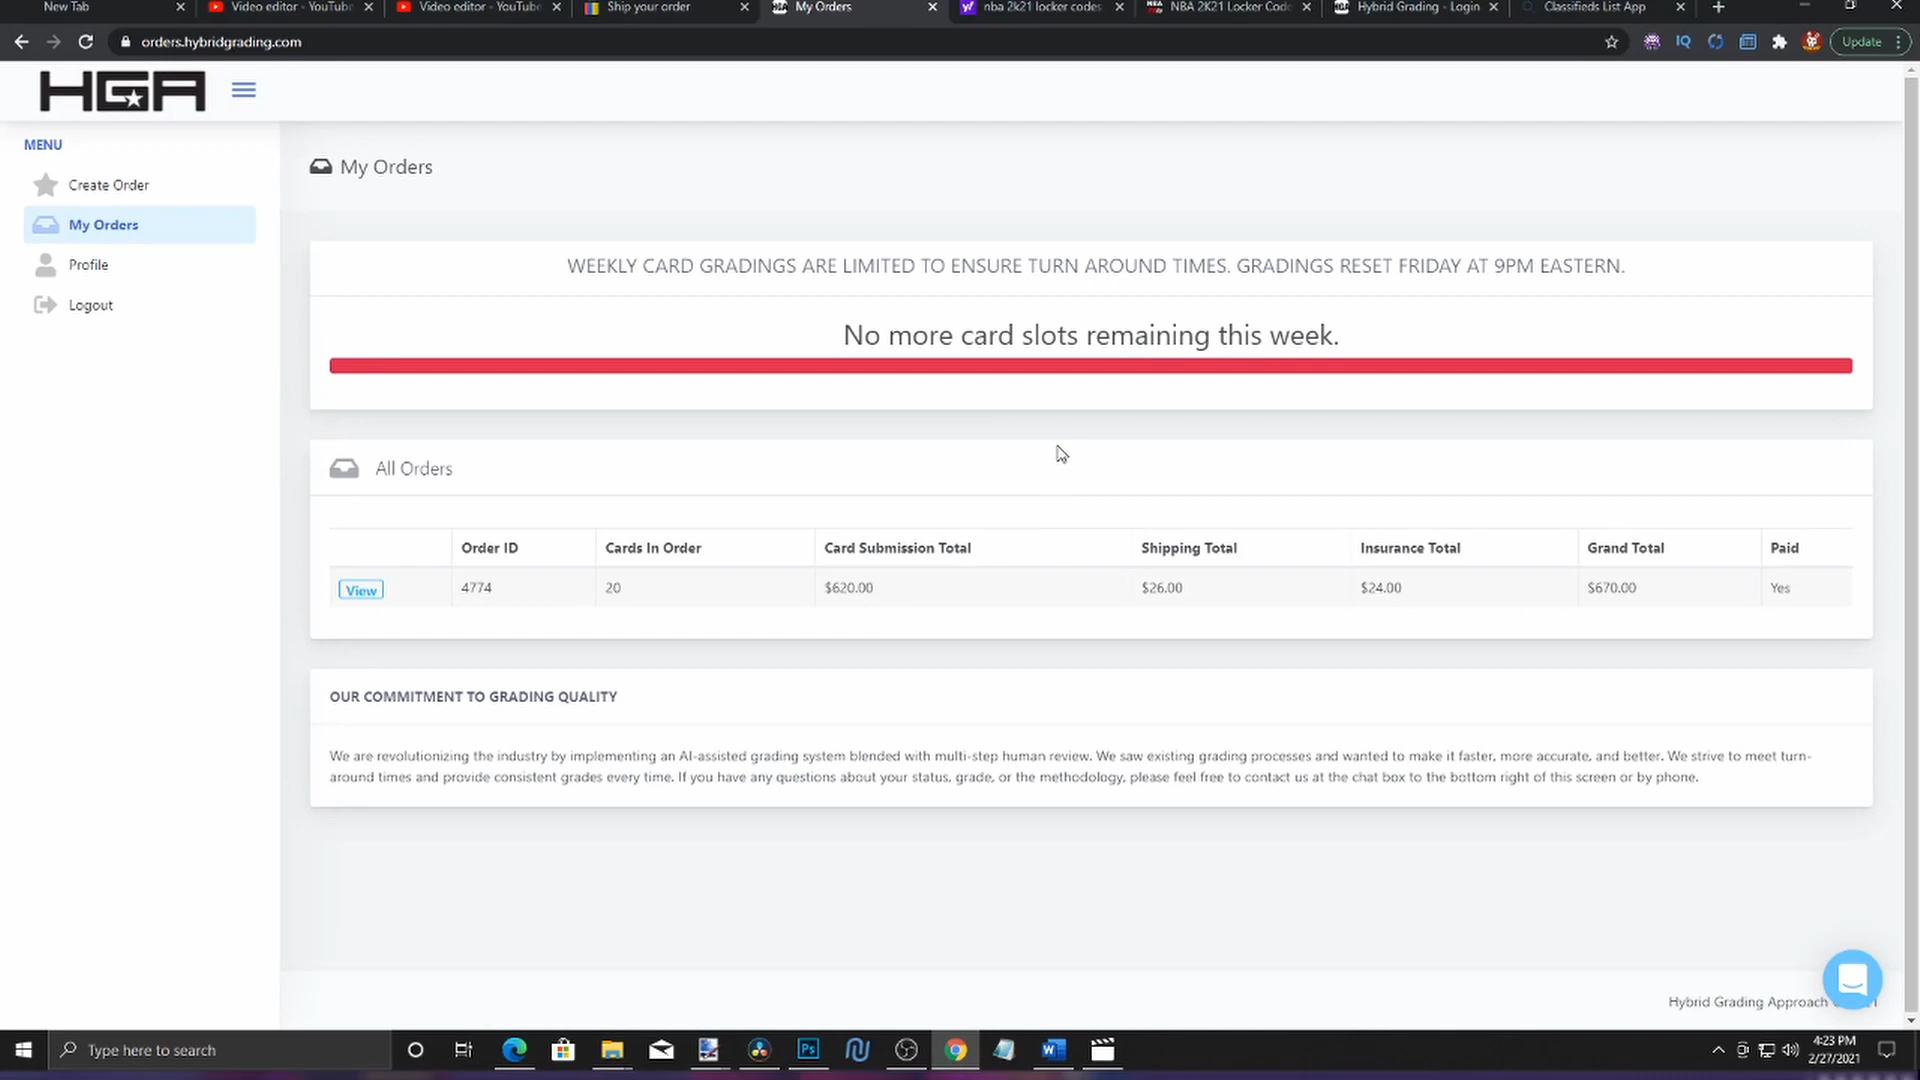 New Tab
Video editor - YouTube
Video editor - YouTube
Ship your order
My Orders
nba 2k21 locker codes
NBA 2K21 Locker Code
Hybrid Grading - Login
Classifieds List App
orders.hybridgrading.com
IQ
Update
HGA
MENU
Create Order
My Orders
Profile
Logout
My Orders
WEEKLY CARD GRADINGS ARE LIMITED TO ENSURE TURN AROUND TIMES. GRADINGS RESET FRIDAY AT 9PM EASTERN.
No more card slots remaining this week.
All Orders
Order ID Cards In Order Card Submission Total Shipping Total Insurance Total Grand Total Paid
View 4774 20 $620.00 $26.00 $24.00 $670.00 Yes
OUR COMMITMENT TO GRADING QUALITY
We are revolutionizing the industry by implementing an AI-assisted grading system blended with multi-step human review. We saw existing grading processes and wanted to make it faster, more accurate, and better. We strive to meet turn-
around times and provide consistent grades every time. If you have any questions about your status, grade, or the methodology, please feel free to contact us at the chat box to the bottom right of this screen or by phone.
Hybrid Grading Approach
Type here to search
Ps
W
4:23 PM
2/27/2021